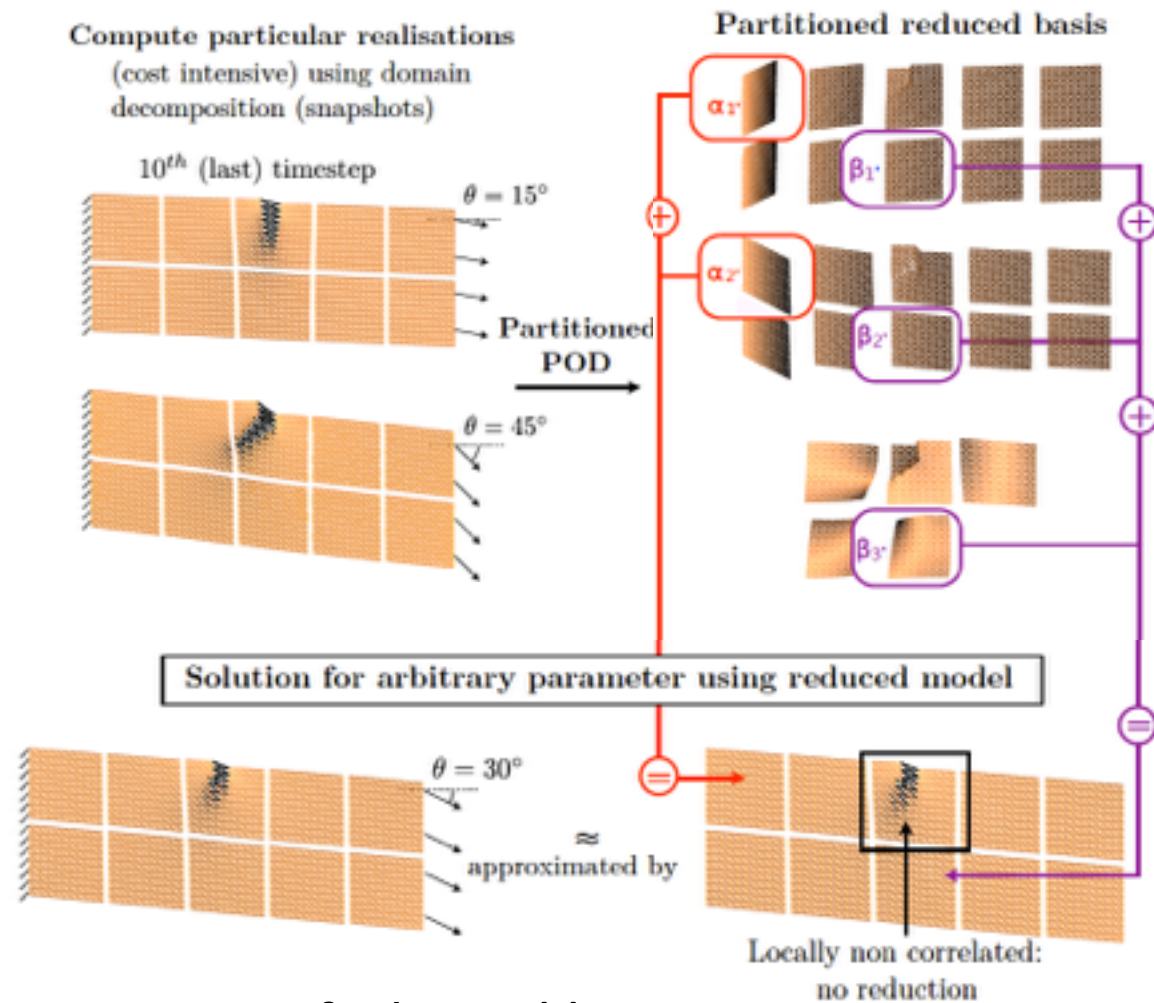 Compute particular realisations
(cost intensive) using domain
decomposition (snapshots)
10th (last) timestep
θ = 15°
θ = 45°
Partitioned
POD
Partitioned reduced basis
α1
β1
α2
β2
β3
+
+
+
Solution for arbitrary parameter using reduced model
θ = 30°
≈
approximated by
=
=
Locally non correlated:
no reduction